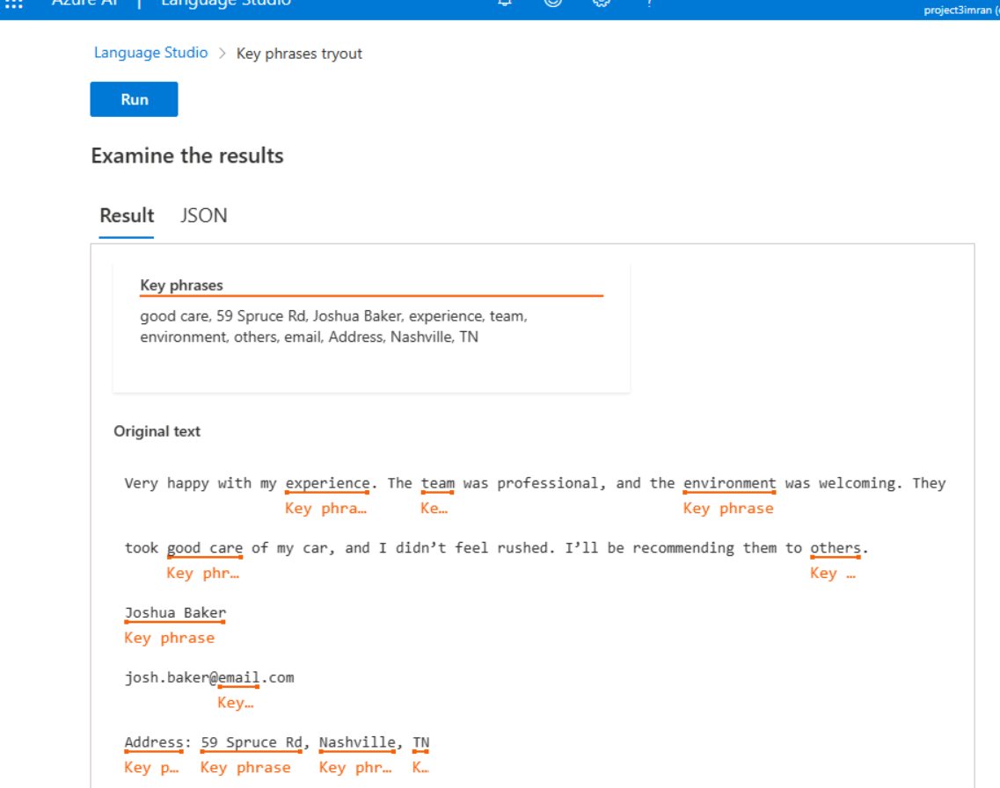 Azure AI | Language Studio
?
project3imran (
Language Studio > Key phrases tryout
Run
Examine the results
Result JSON
Key phrases
good care, 59 Spruce Rd, Joshua Baker, experience, team,
environment, others, email, Address, Nashville, TN
Original text
Very happy with my experience. The team was professional, and the environment was welcoming. They
Key phra… Ke… Key phrase
took good care of my car, and I didn’t feel rushed. I’ll be recommending them to others.
Key phr… Key …
Joshua Baker
Key phrase
josh.baker@email.com
Key…
Address: 59 Spruce Rd, Nashville, TN
Key p… Key phrase Key phr… K…